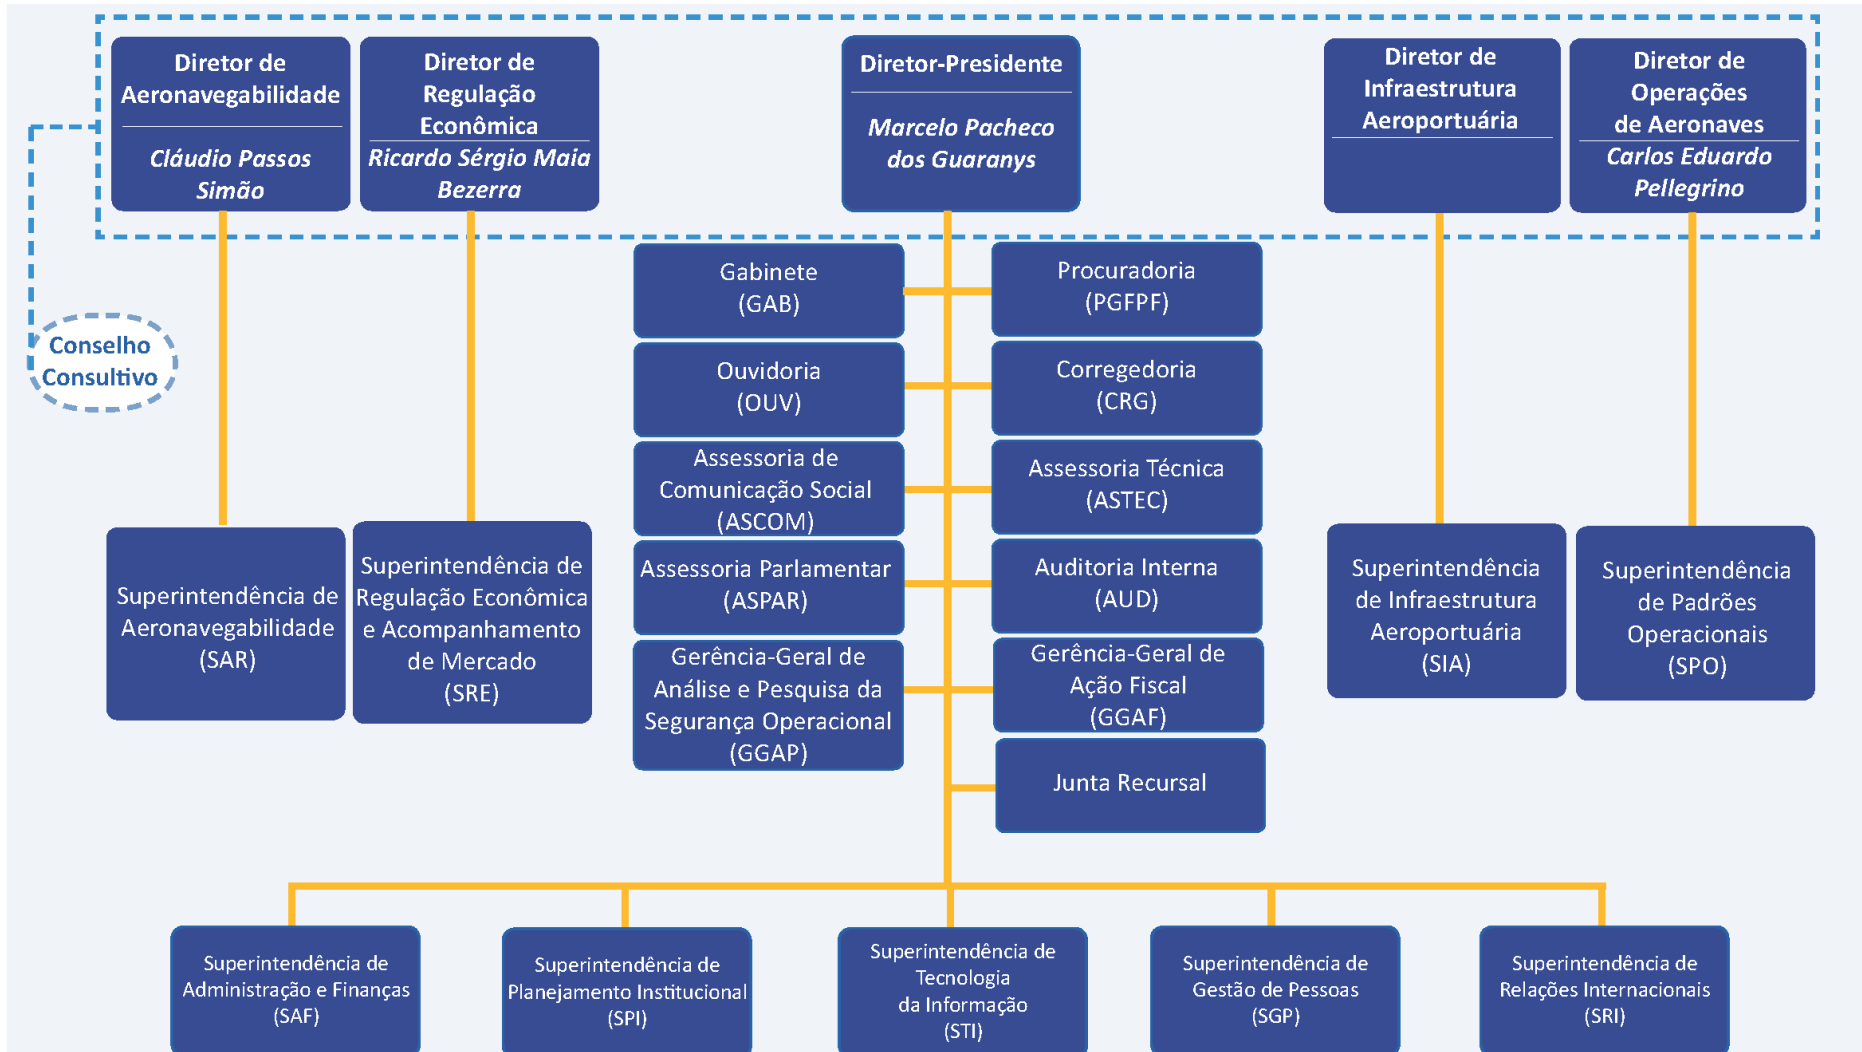 Diretor de
Aeronavegabilidade
Cláudio Passos
Simão
Diretor de
Regulação
Econômica
Ricardo Sérgio Maia
Bezerra
Diretor-Presidente
Marcelo Pacheco
dos Guaranys
Diretor de
Infraestrutura
Aeroportuária
Diretor de
Operações
de Aeronaves
Carlos Eduardo
Pellegrino
Conselho
Consultivo
Gabinete
(GAB)
Procuradoria
(PGFPF)
Ouvidoria
(OUV)
Corregedoria
(CRG)
Assessoria de
Comunicação Social
(ASCOM)
Assessoria Técnica
(ASTEC)
Assessoria Parlamentar
(ASPAR)
Auditoria Interna
(AUD)
Gerência-Geral de
Análise e Pesquisa da
Segurança Operacional
(GGAP)
Gerência-Geral de
Ação Fiscal
(GGAF)
Junta Recursal
Superintendência de
Aeronavegabilidade
(SAR)
Superintendência de
Regulação Econômica
e Acompanhamento
de Mercado
(SRE)
Superintendência
de Infraestrutura
Aeroportuária
(SIA)
Superintendência
de Padrões
Operacionais
(SPO)
Superintendência de
Administração e Finanças
(SAF)
Superintendência de
Planejamento Institucional
(SPI)
Superintendência de
Tecnologia
da Informação
(STI)
Superintendência de
Gestão de Pessoas
(SGP)
Superintendência de
Relações Internacionais
(SRI)